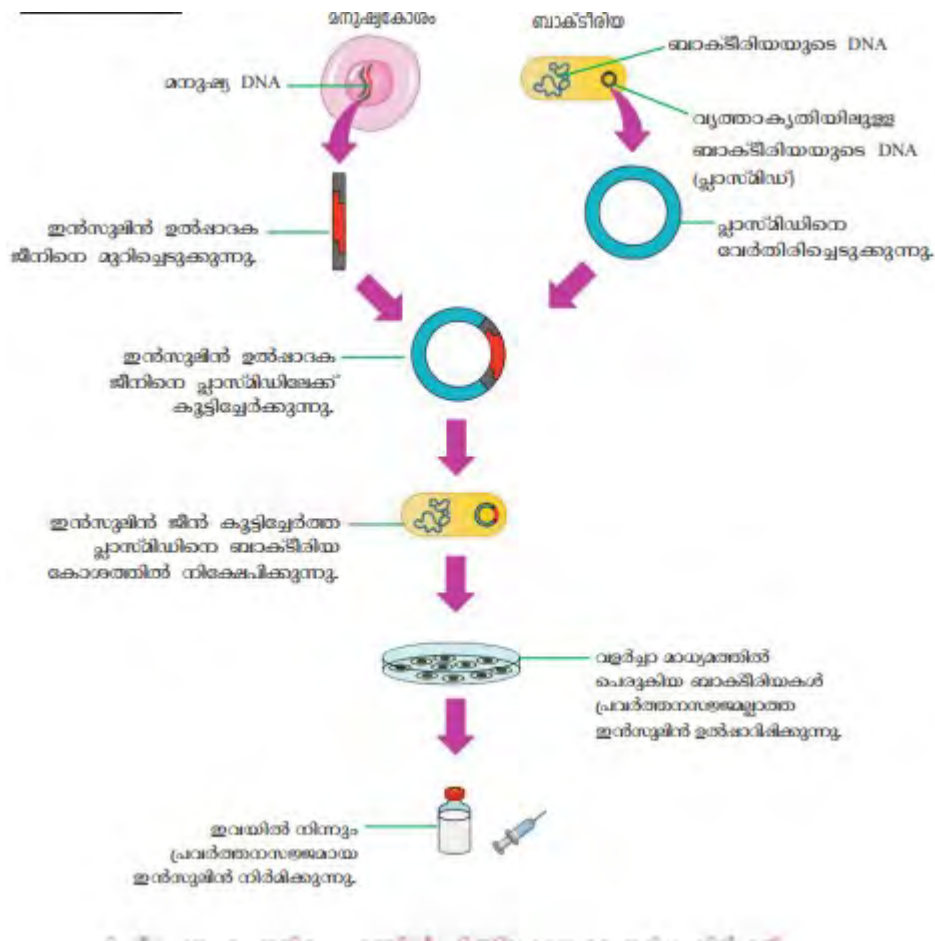 മനുഷ്യകോശം
ബാക്ടീരിയ
ബാക്ടീരിയയുടെ DNA
മനുഷ്യ DNA
വൃത്താകൃതിയിലുള്ള
ബാക്ടീരിയയുടെ DNA
(പ്ലാസ്മിഡ്)
ഇൻസുലിൻ ഉൽപ്പാദക
ജീനിനെ മുറിച്ചെടുക്കുന്നു.
പ്ലാസ്മിഡിനെ
വേർതിരിച്ചെടുക്കുന്നു.
ഇൻസുലിൻ ഉൽപ്പാദക
ജീനിനെ പ്ലാസ്മിഡിലേക്ക്
കൂട്ടിച്ചേർക്കുന്നു.
ഇൻസുലിൻ ജീൻ കൂട്ടിച്ചേർത്ത
പ്ലാസ്മിഡിനെ ബാക്ടീരിയ
കോശത്തിൽ നിക്ഷേപിക്കുന്നു.
വളർച്ചാ മാധ്യമത്തിൽ
പെരുകിയ ബാക്ടീരിയകൾ
പ്രവർത്തനസജ്ജമല്ലാത്ത
ഇൻസുലിൻ ഉൽപ്പാദിപ്പിക്കുന്നു.
ഇവയിൽ നിന്നും
പ്രവർത്തനസജ്ജമായ
ഇൻസുലിൻ നിർമിക്കുന്നു.